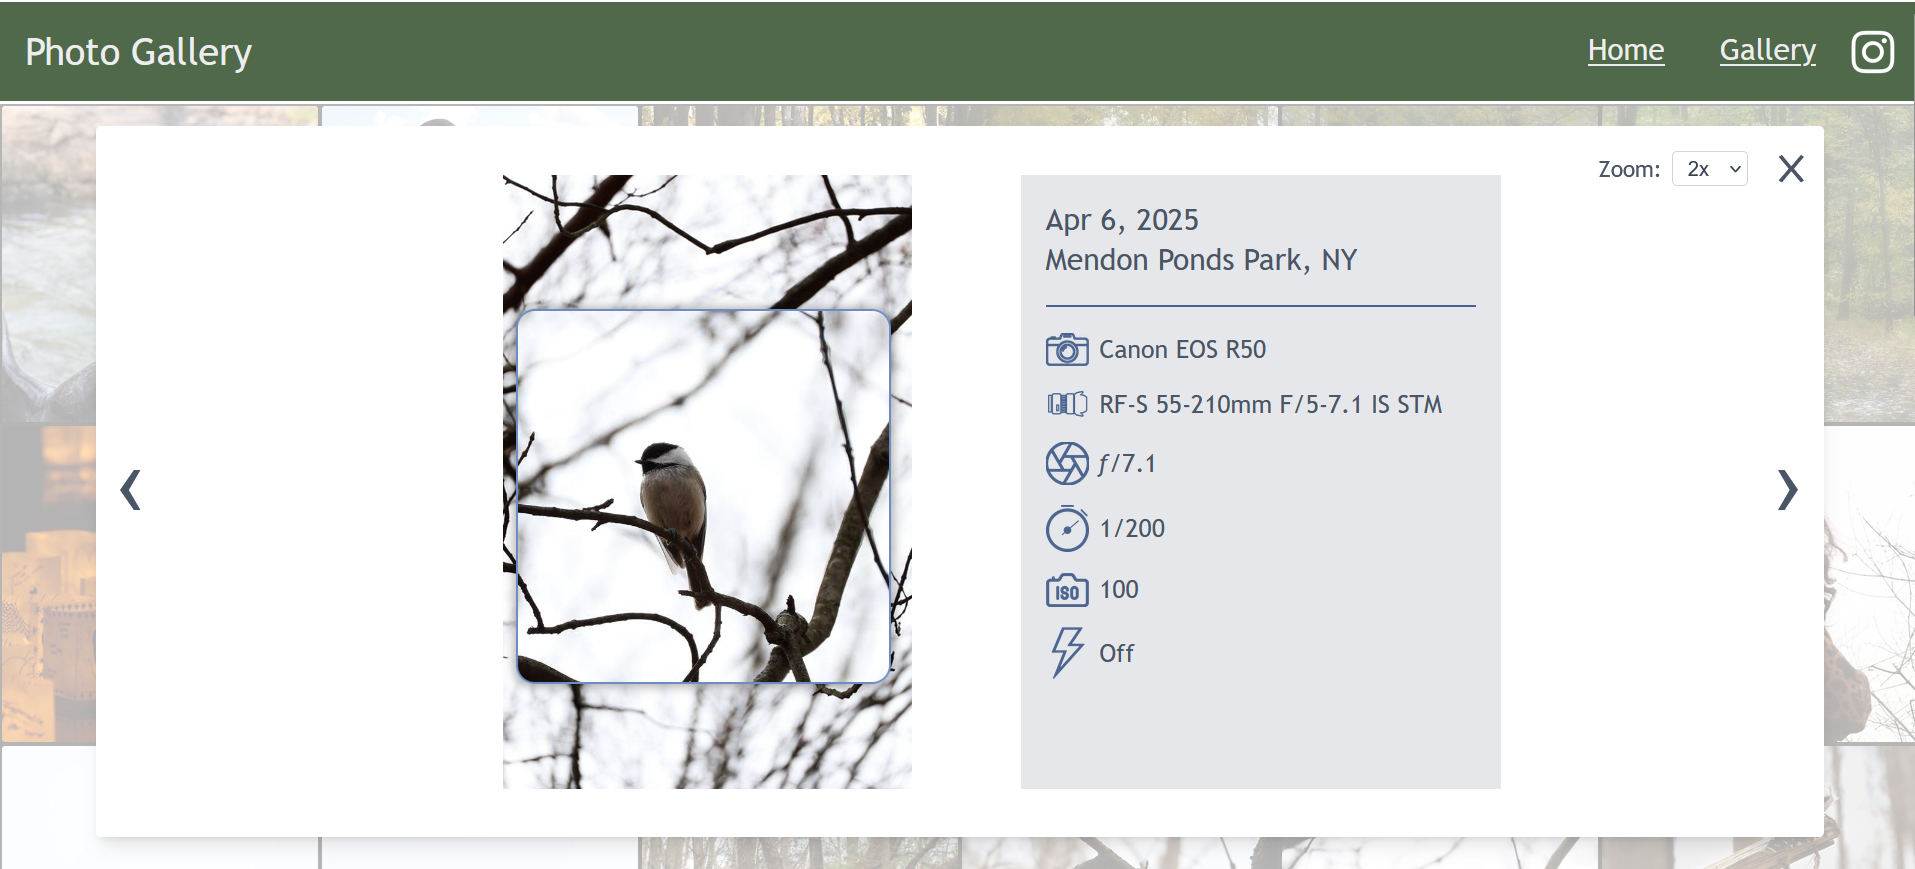 Photo Gallery
Home
Gallery
Zoom: 2x
Apr 6, 2025
Mendon Ponds Park, NY
Canon EOS R50
RF-S 55-210mm F/5-7.1 IS STM
ƒ/7.1
1/200
ISO 100
Off